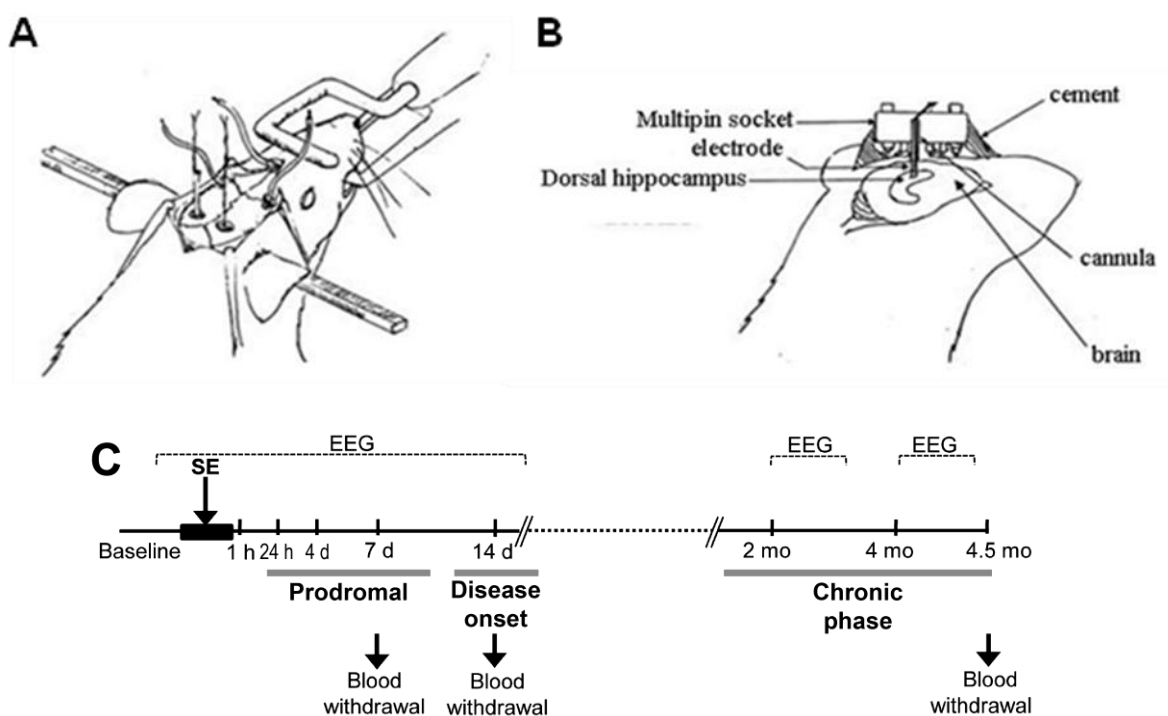 A
B
Multipin socket
electrode
Dorsal hippocampus
cement
cannula
brain
C
EEG
EEG
EEG
SE
Baseline
1 h
24 h
4 d
7 d
14 d
2 mo
4 mo
4.5 mo
Prodromal
Disease
onset
Chronic
phase
Blood
withdrawal
Blood
withdrawal
Blood
withdrawal